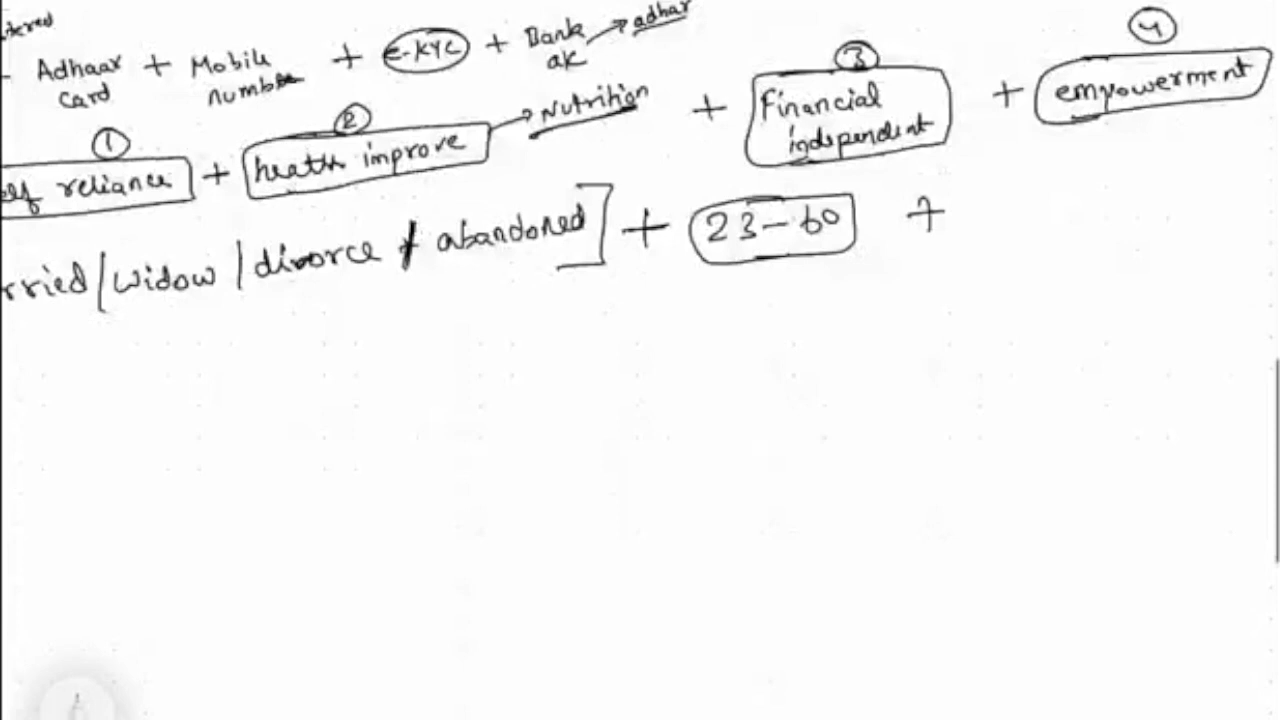 Adhaar card + Mobile number + e-KYC + Bank a/c → adhar
① ② → Nutrition ③ ④
reliance + heath improve + Financial independent + empowerment
/ widow / divorce / abandoned ] + 23-60 +